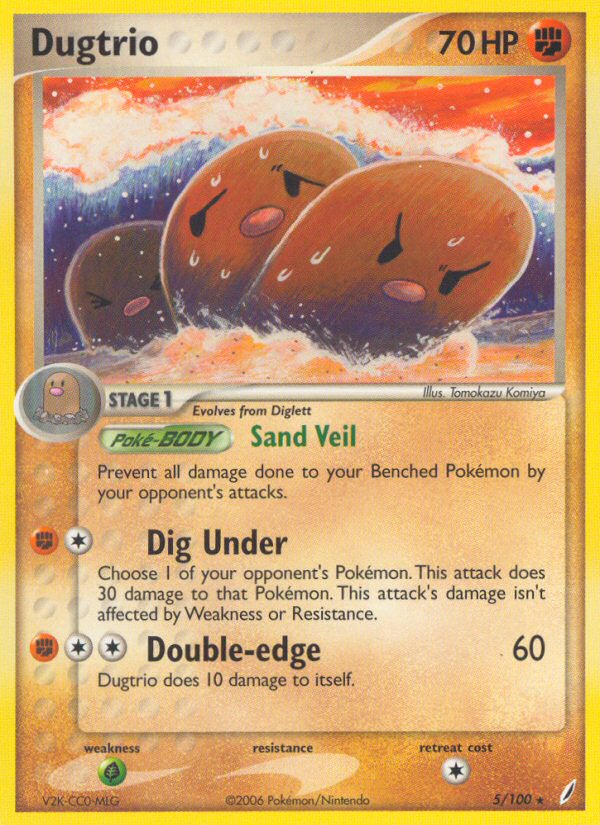 Dugtrio 70 HP
Illus. Tomokazu Komiya
STAGE 1
Evolves from Diglett
Poké-BODY Sand Veil
Prevent all damage done to your Benched Pokémon by
your opponent's attacks.
Dig Under
Choose 1 of your opponent's Pokémon. This attack does
30 damage to that Pokémon. This attack's damage isn't
affected by Weakness or Resistance.
Double-edge 60
Dugtrio does 10 damage to itself.
weakness resistance retreat cost
V2K-CC0-MLG ©2006 Pokémon/Nintendo 5/100 ★